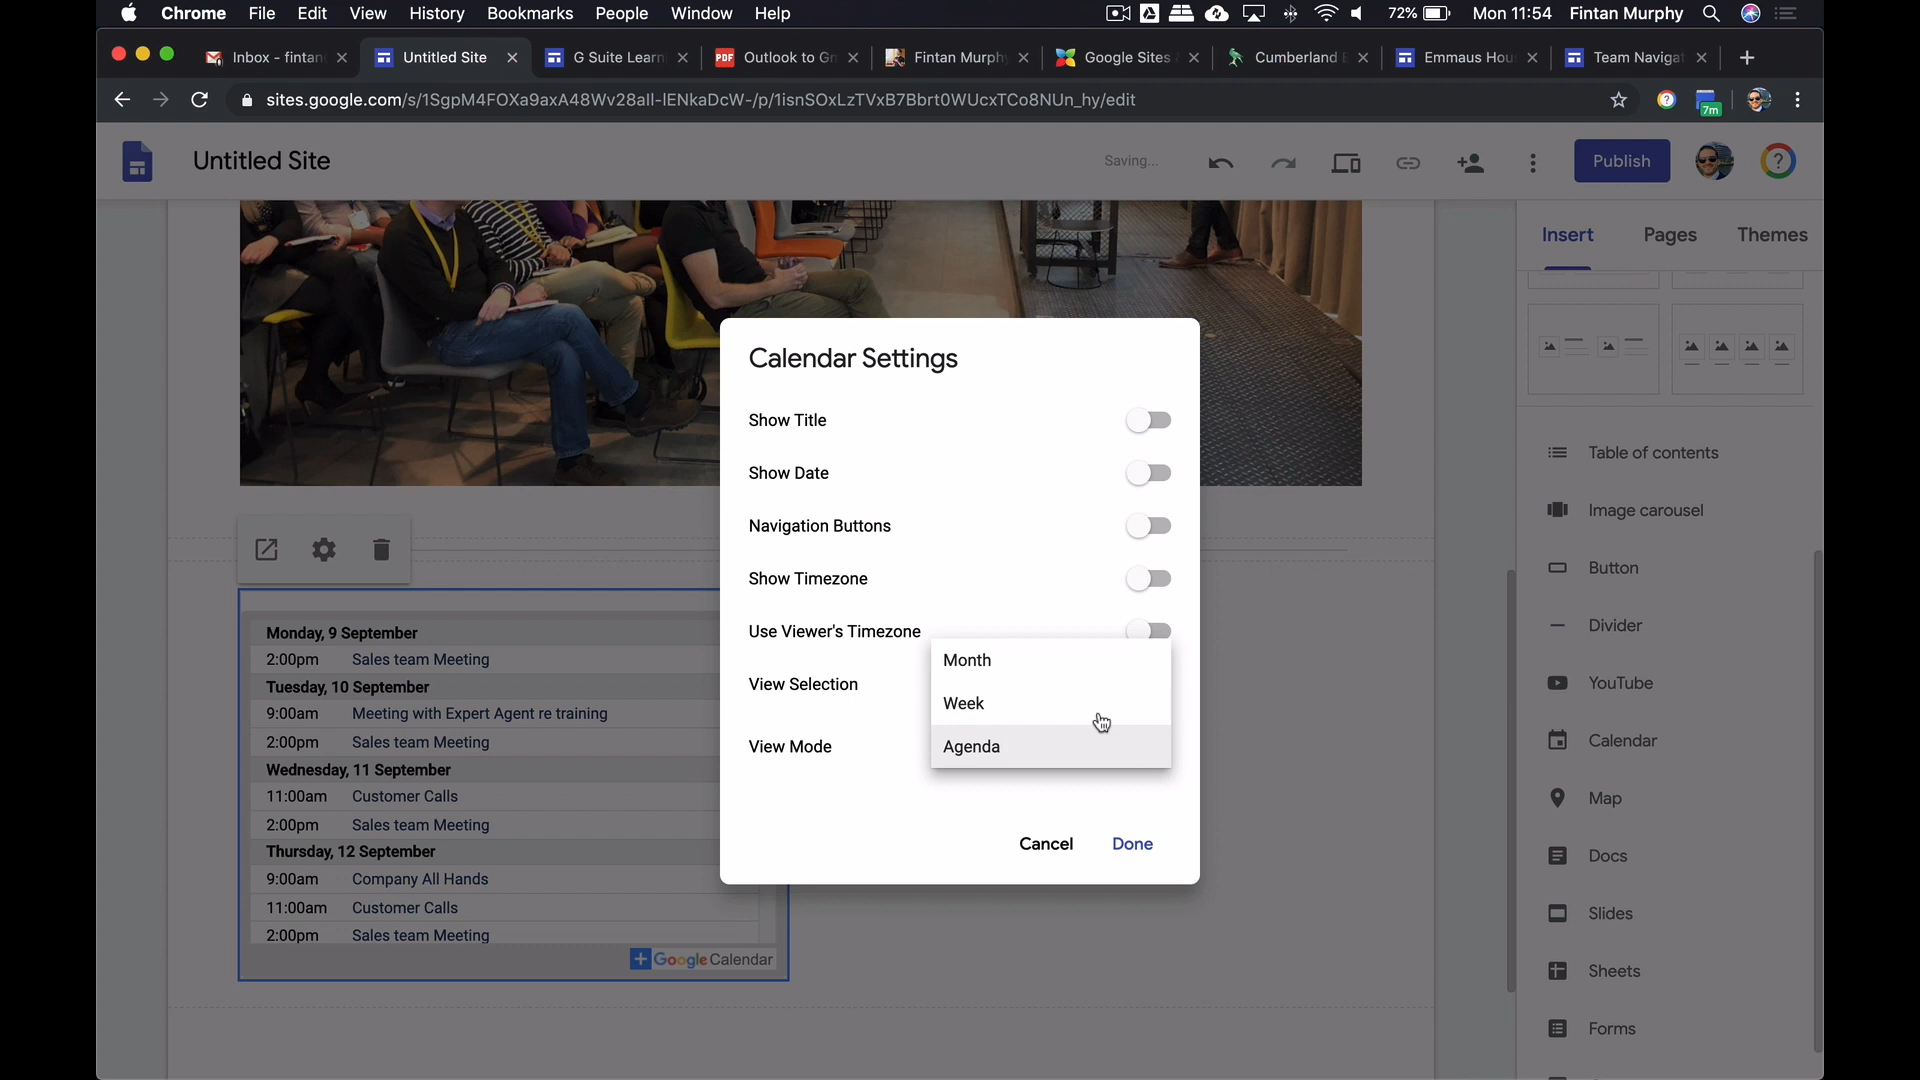 Chrome File Edit View History Bookmarks People Window Help 72% Mon 11:54 Fintan Murphy
Inbox - fintan Untitled Site G Suite Learn PDF Outlook to Gm Fintan Murphy Google Sites Cumberland Emmaus Hou Team Navigat
sites.google.com/s/1SgpM4FOXa9axA48Wv28all-IENkaDcW-/p/1isnSOxLzTVxB7Bbrt0WUcxTCo8NUn_hy/edit 7m
Untitled Site Saving... Publish
Insert Pages Themes
Calendar Settings
Show Title
Show Date
Navigation Buttons
Show Timezone
Use Viewer's Timezone
View Selection
View Mode
Month
Week
Agenda
Cancel Done
Monday, 9 September
2:00pm Sales team Meeting
Tuesday, 10 September
9:00am Meeting with Expert Agent re training
2:00pm Sales team Meeting
Wednesday, 11 September
11:00am Customer Calls
2:00pm Sales team Meeting
Thursday, 12 September
9:00am Company All Hands
11:00am Customer Calls
2:00pm Sales team Meeting
Google Calendar
Table of contents
Image carousel
Button
Divider
YouTube
Calendar
Map
Docs
Slides
Sheets
Forms